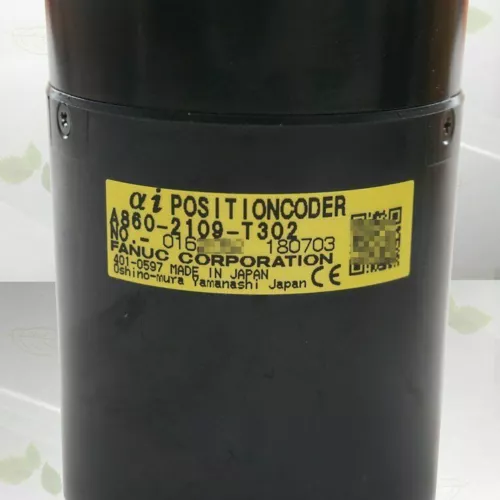 αi POSITIONCODER
A860-2109-T302
NO.- 016 180703
FANUC CORPORATION
401-0597 MADE IN JAPAN
Oshino-mura Yamanashi Japan CE